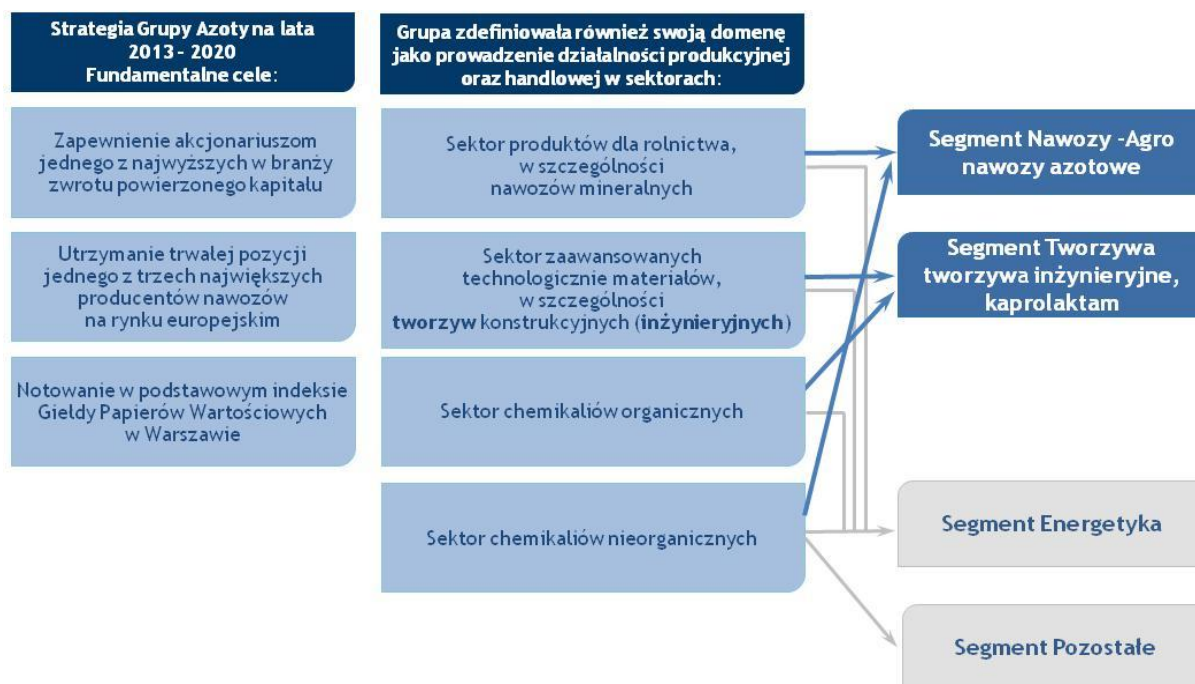 Strategia Grupy Azoty na lata
2013 - 2020
Fundamentalne cele:
Zapewnienie akcjonariuszom
jednego z najwyższych w branży
zwrotu powierzonego kapitału
Utrzymanie trwałej pozycji
jednego z trzech największych
producentów nawozów
na rynku europejskim
Notowanie w podstawowym indeksie
Giełdy Papierów Wartościowych
w Warszawie
Grupa zdefiniowała również swoją domenę
jako prowadzenie działalności produkcyjnej
oraz handlowej w sektorach:
Sektor produktów dla rolnictwa,
w szczególności
nawozów mineralnych
Sektor zaawansowanych
technologicznie materiałów,
w szczególności
tworzyw konstrukcyjnych (inżynieryjnych)
Sektor chemikaliów organicznych
Sektor chemikaliów nieorganicznych
Segment Nawozy -Agro
nawozy azotowe
Segment Tworzywa
tworzywa inżynieryjne,
kaprolaktam
Segment Energetyka
Segment Pozostałe